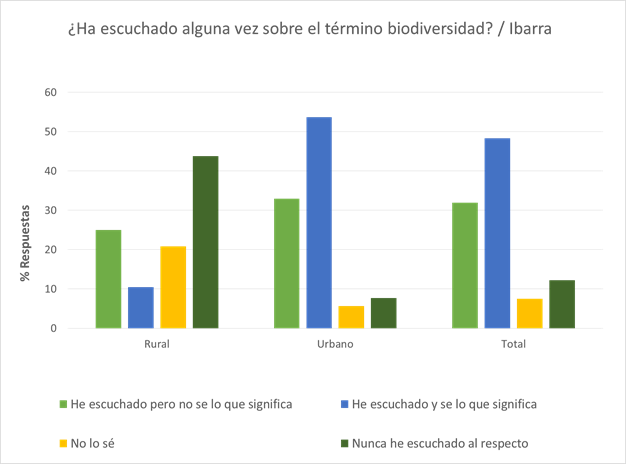 ¿Ha escuchado alguna vez sobre el término biodiversidad? / Ibarra
% Respuestas
60
50
40
30
20
10
0
Rural
Urbano
Total
He escuchado pero no se lo que significa
He escuchado y se lo que significa
No lo sé
Nunca he escuchado al respecto